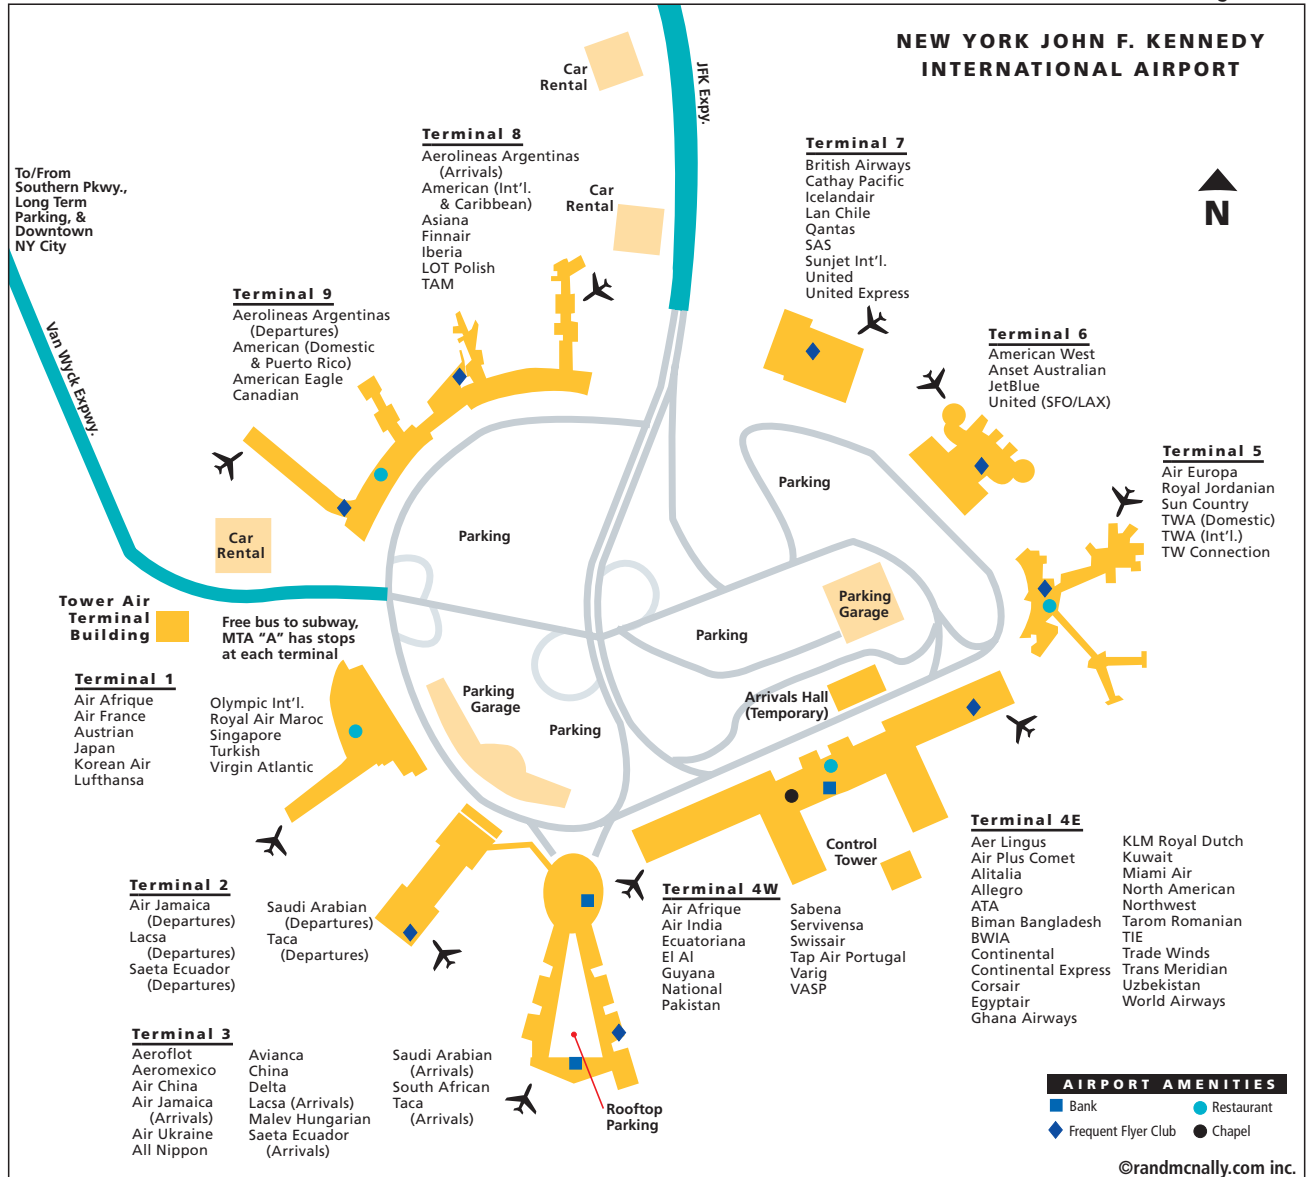 NEW YORK JOHN F. KENNEDY
INTERNATIONAL AIRPORT
Car
Rental
JFK Expy.
Terminal 8
Aerolineas Argentinas
(Arrivals)
American (Int’l.
& Caribbean)
Asiana
Finnair
Iberia
LOT Polish
TAM
Car
Rental
Terminal 7
British Airways
Cathay Pacific
Icelandair
Lan Chile
Qantas
SAS
Sunjet Int’l.
United
United Express
N
To/From
Southern Pkwy.,
Long Term
Parking, &
Downtown
NY City
Van Wyck Expwy.
Terminal 9
Aerolineas Argentinas
(Departures)
American (Domestic
& Puerto Rico)
American Eagle
Canadian
Terminal 6
American West
Anset Australian
JetBlue
United (SFO/LAX)
Terminal 5
Air Europa
Royal Jordanian
Sun Country
TWA (Domestic)
TWA (Int’l.)
TW Connection
Parking
Parking
Car
Rental
Parking
Garage
Parking
Tower Air
Terminal
Building
Free bus to subway,
MTA “A” has stops
at each terminal
Terminal 1
Air Afrique
Air France
Austrian
Japan
Korean Air
Lufthansa
Olympic Int’l.
Royal Air Maroc
Singapore
Turkish
Virgin Atlantic
Parking
Garage
Parking
Arrivals Hall
(Temporary)
Control
Tower
Terminal 2
Air Jamaica
(Departures)
Lacsa
(Departures)
Saeta Ecuador
(Departures)
Saudi Arabian
(Departures)
Taca
(Departures)
Terminal 4W
Air Afrique
Air India
Ecuatoriana
El Al
Guyana
National
Pakistan
Sabena
Servivensa
Swissair
Tap Air Portugal
Varig
VASP
Terminal 4E
Aer Lingus
Air Plus Comet
Alitalia
Allegro
ATA
Biman Bangladesh
BWIA
Continental
Continental Express
Corsair
Egyptair
Ghana Airways
KLM Royal Dutch
Kuwait
Miami Air
North American
Northwest
Tarom Romanian
TIE
Trade Winds
Trans Meridian
Uzbekistan
World Airways
Terminal 3
Aeroflot
Aeromexico
Air China
Air Jamaica
(Arrivals)
Air Ukraine
All Nippon
Avianca
China
Delta
Lacsa (Arrivals)
Malev Hungarian
Saeta Ecuador
(Arrivals)
Saudi Arabian
(Arrivals)
South African
Taca
(Arrivals)
Rooftop
Parking
AIRPORT AMENITIES
Bank
Restaurant
Frequent Flyer Club
Chapel
©randmcnally.com inc.